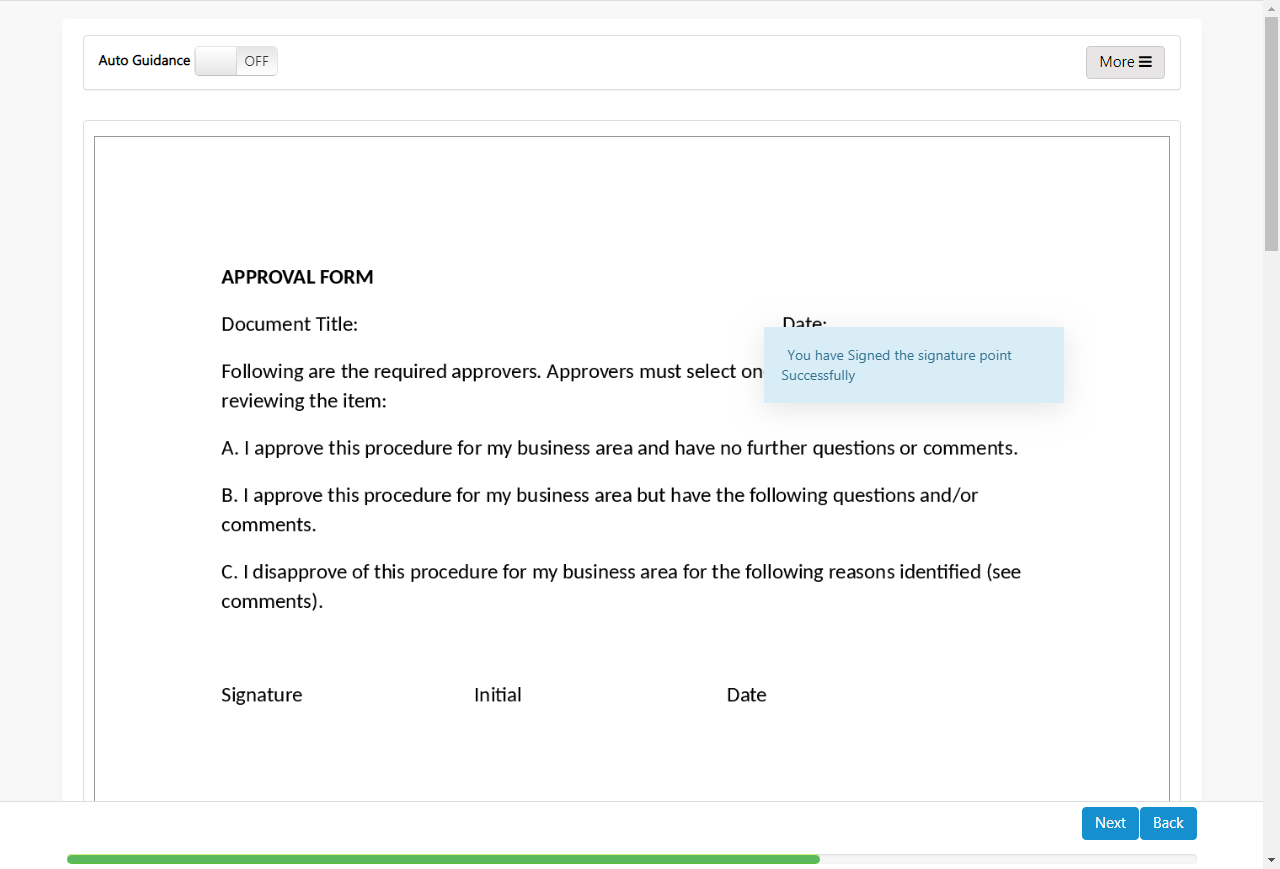 Auto Guidance OFF More
APPROVAL FORM
Document Title: Date:
You have Signed the signature point
Successfully
Following are the required approvers. Approvers must select on
reviewing the item:
A. I approve this procedure for my business area and have no further questions or comments.
B. I approve this procedure for my business area but have the following questions and/or
comments.
C. I disapprove of this procedure for my business area for the following reasons identified (see
comments).
Signature Initial Date
Next Back